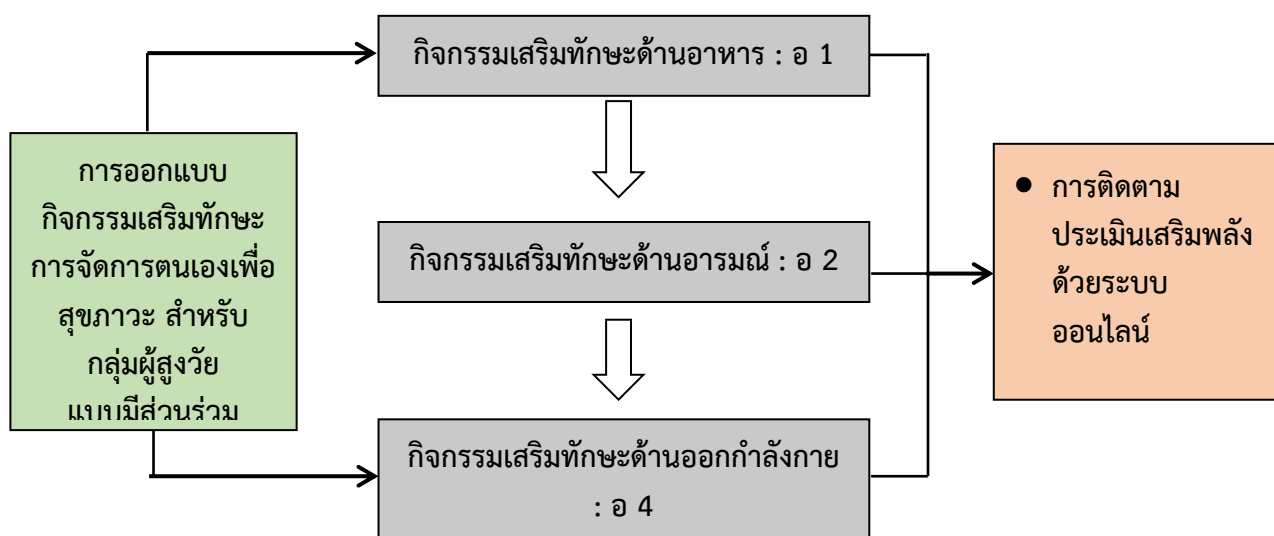 กิจกรรมเสริมทักษะด้านอาหาร : อ 1
การออกแบบ
กิจกรรมเสริมทักษะ
การจัดการตนเองเพื่อ
สุขภาวะ สำหรับ
กลุ่มผู้สูงวัย
แบบมีส่วนร่วม
กิจกรรมเสริมทักษะด้านอารมณ์ : อ 2
กิจกรรมเสริมทักษะด้านออกกำลังกาย
: อ 4
● การติดตาม
ประเมินเสริมพลัง
ด้วยระบบ
ออนไลน์